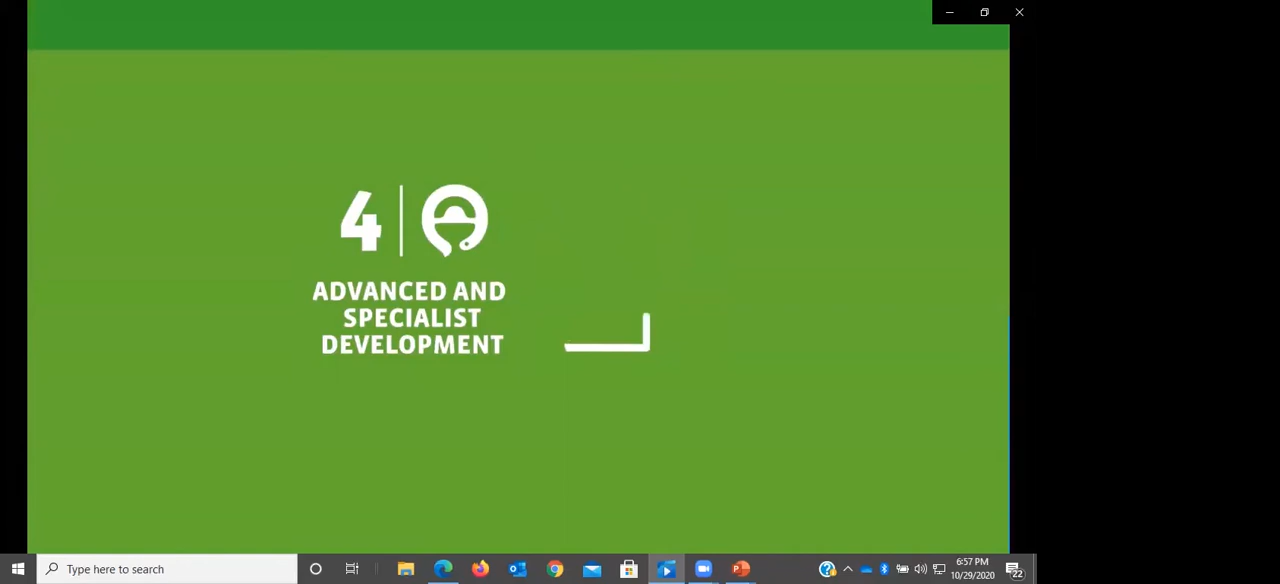 4
ADVANCED AND
SPECIALIST
DEVELOPMENT
Type here to search
6:57 PM
10/29/2020
22